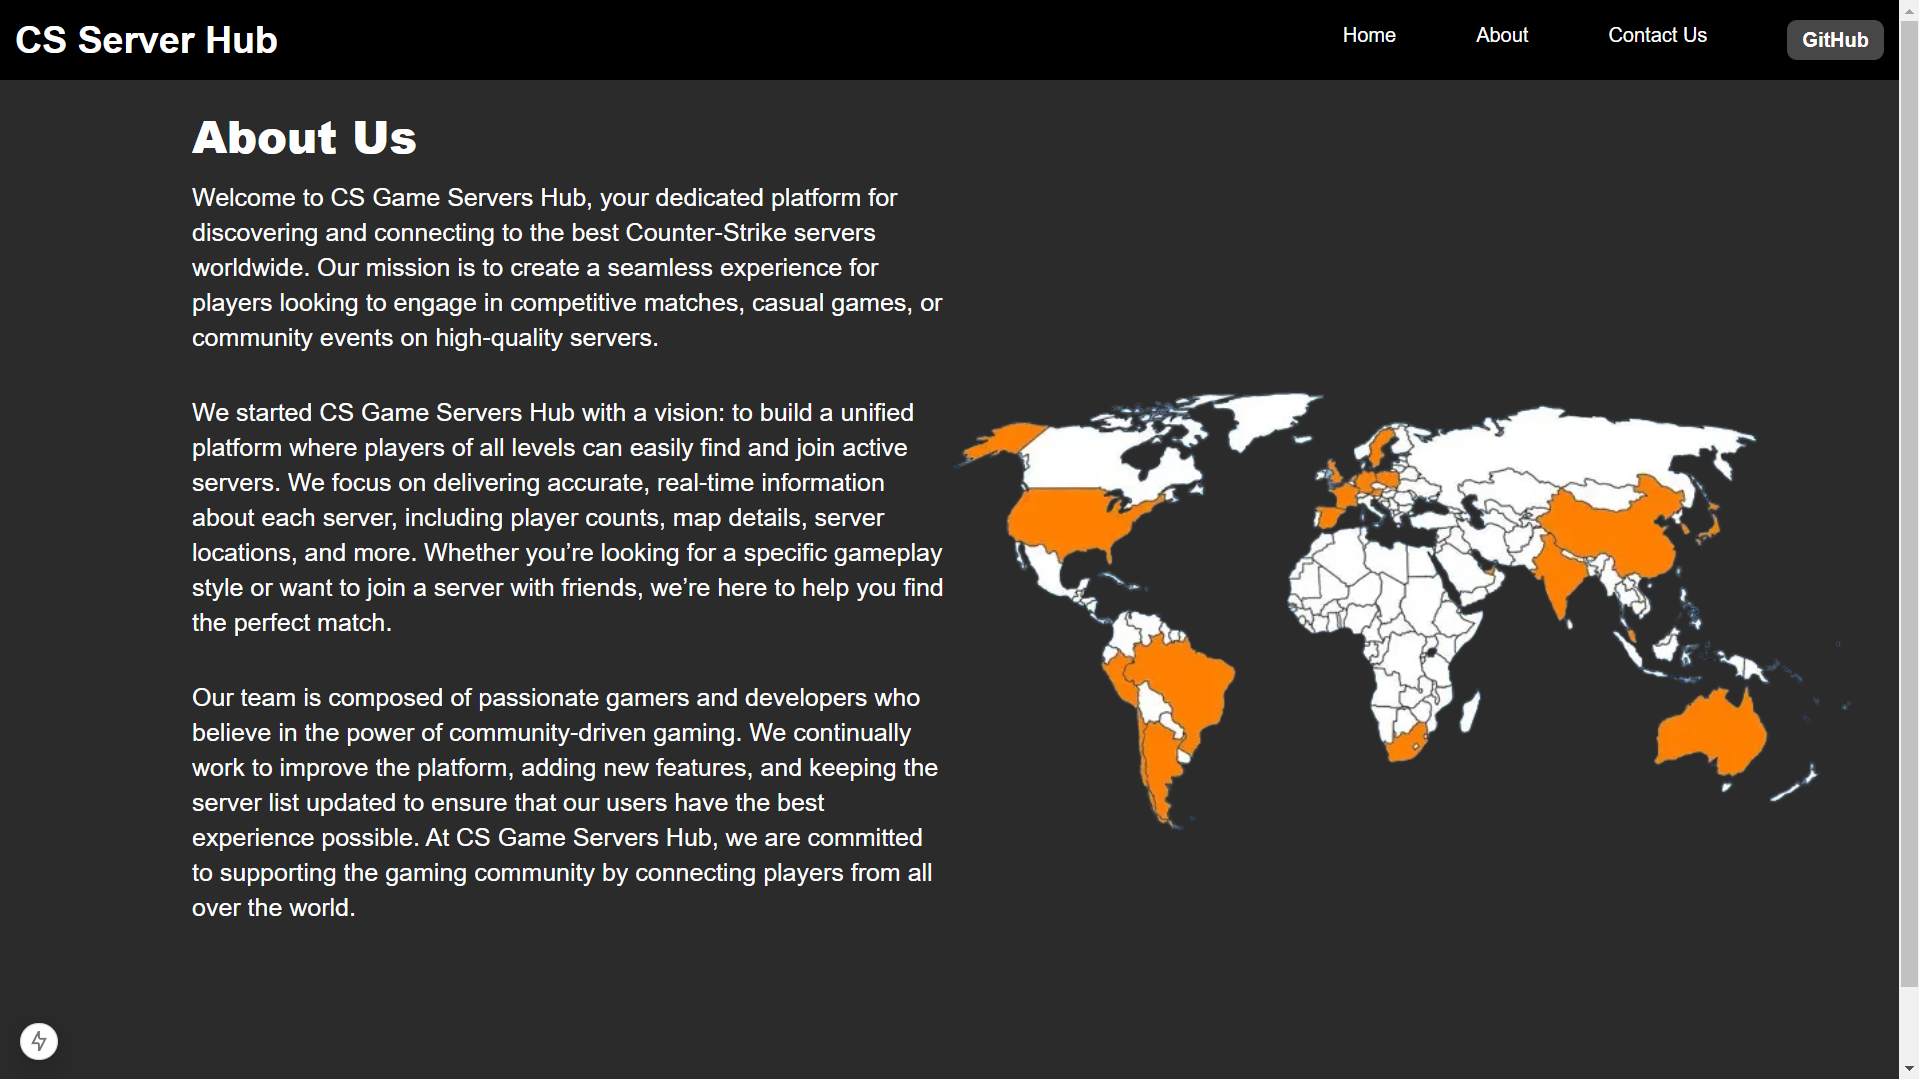 CS Server Hub
Home
About
Contact Us
GitHub
About Us
Welcome to CS Game Servers Hub, your dedicated platform for
discovering and connecting to the best Counter-Strike servers
worldwide. Our mission is to create a seamless experience for
players looking to engage in competitive matches, casual games, or
community events on high-quality servers.
We started CS Game Servers Hub with a vision: to build a unified
platform where players of all levels can easily find and join active
servers. We focus on delivering accurate, real-time information
about each server, including player counts, map details, server
locations, and more. Whether you’re looking for a specific gameplay
style or want to join a server with friends, we’re here to help you find
the perfect match.
Our team is composed of passionate gamers and developers who
believe in the power of community-driven gaming. We continually
work to improve the platform, adding new features, and keeping the
server list updated to ensure that our users have the best
experience possible. At CS Game Servers Hub, we are committed
to supporting the gaming community by connecting players from all
over the world.